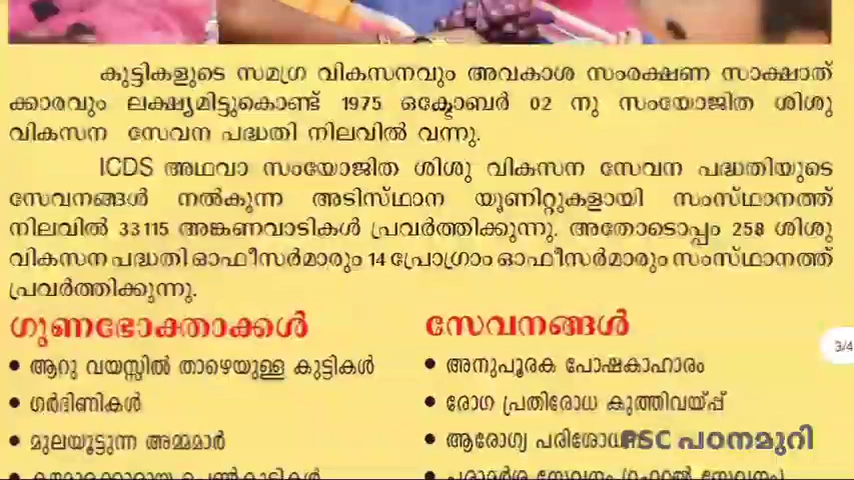 കുട്ടികളുടെ സമഗ്ര വികസനവും അവകാശ സംരക്ഷണ സാക്ഷാത്
ക്കാരവും ലക്ഷ്യമിട്ടുകൊണ്ട് 1975 ഒക്ടോബർ 02 നു സംയോജിത ശിശു
വികസന സേവന പദ്ധതി നിലവിൽ വന്നു.
ICDS അഥവാ സംയോജിത ശിശു വികസന സേവന പദ്ധതിയുടെ
സേവനങ്ങൾ നൽകുന്ന അടിസ്ഥാന യൂണിറ്റുകളായി സംസ്ഥാനത്ത്
നിലവിൽ 33115 അങ്കണവാടികൾ പ്രവർത്തിക്കുന്നു. അതോടൊപ്പം 258 ശിശു
വികസന പദ്ധതി ഓഫീസർമാരും 14 പ്രോഗ്രാം ഓഫീസർമാരും സംസ്ഥാനത്ത്
പ്രവർത്തിക്കുന്നു.
ഗുണഭോക്താക്കൾ
• ആറു വയസ്സിൽ താഴെയുള്ള കുട്ടികൾ
• ഗർഭിണികൾ
• മുലയൂട്ടുന്ന അമ്മമാർ
സേവനങ്ങൾ
• അനുപൂരക പോഷകാഹാരം
• രോഗ പ്രതിരോധ കുത്തിവയ്പ്പ്
• ആരോഗ്യ
PSC പഠനമുറി
3/4